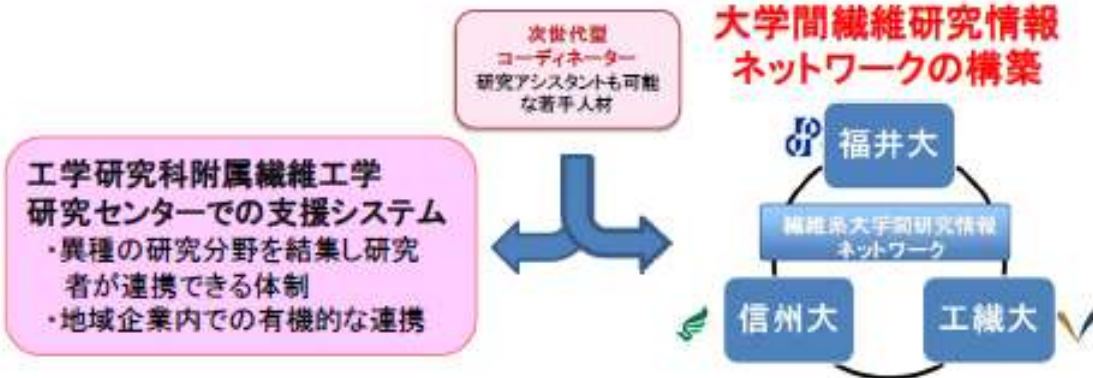 次世代型
コーディネーター
研究アシスタントも可能
な若手人材
大学間繊維研究情報
ネットワークの構築
工学研究科附属繊維工学
研究センターでの支援システム
・異種の研究分野を結集し研究
者が連携できる体制
・地域企業内での有機的な連携
福井大
繊維系大学間研究情報
ネットワーク
信州大
工繊大